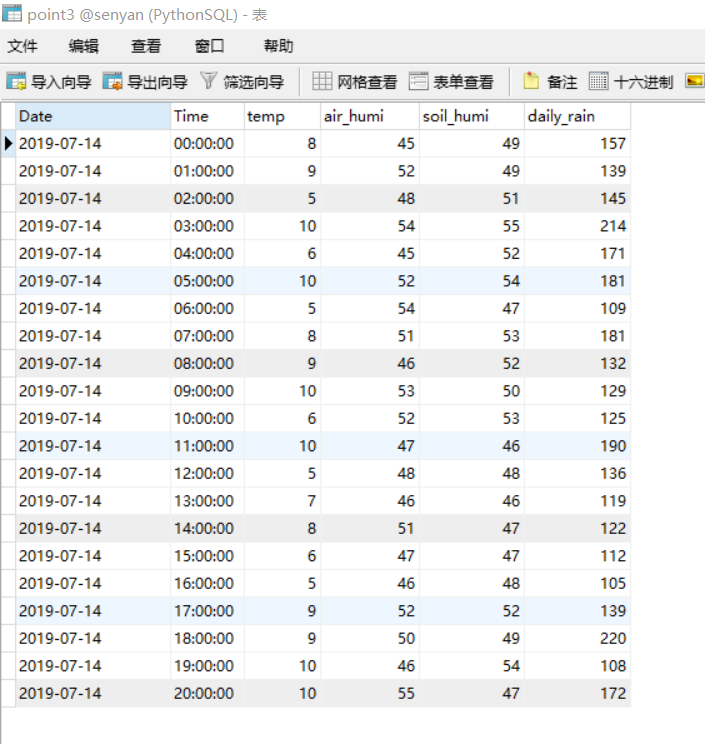 point3 @senyan (PythonSQL) - 表
文件 编辑 查看 窗口 帮助
导入向导 导出向导 筛选向导 网格查看 表单查看 备注 十六进制
Date Time temp air_humi soil_humi daily_rain
2019-07-14 00:00:00 8 45 49 157
2019-07-14 01:00:00 9 52 49 139
2019-07-14 02:00:00 5 48 51 145
2019-07-14 03:00:00 10 54 55 214
2019-07-14 04:00:00 6 45 52 171
2019-07-14 05:00:00 10 52 54 181
2019-07-14 06:00:00 5 54 47 109
2019-07-14 07:00:00 8 51 53 181
2019-07-14 08:00:00 9 46 52 132
2019-07-14 09:00:00 10 53 50 129
2019-07-14 10:00:00 6 52 53 125
2019-07-14 11:00:00 10 47 46 190
2019-07-14 12:00:00 5 48 48 136
2019-07-14 13:00:00 7 46 46 119
2019-07-14 14:00:00 8 51 47 122
2019-07-14 15:00:00 6 47 47 112
2019-07-14 16:00:00 5 46 48 105
2019-07-14 17:00:00 9 52 52 139
2019-07-14 18:00:00 9 50 49 220
2019-07-14 19:00:00 10 46 54 108
2019-07-14 20:00:00 10 55 47 172